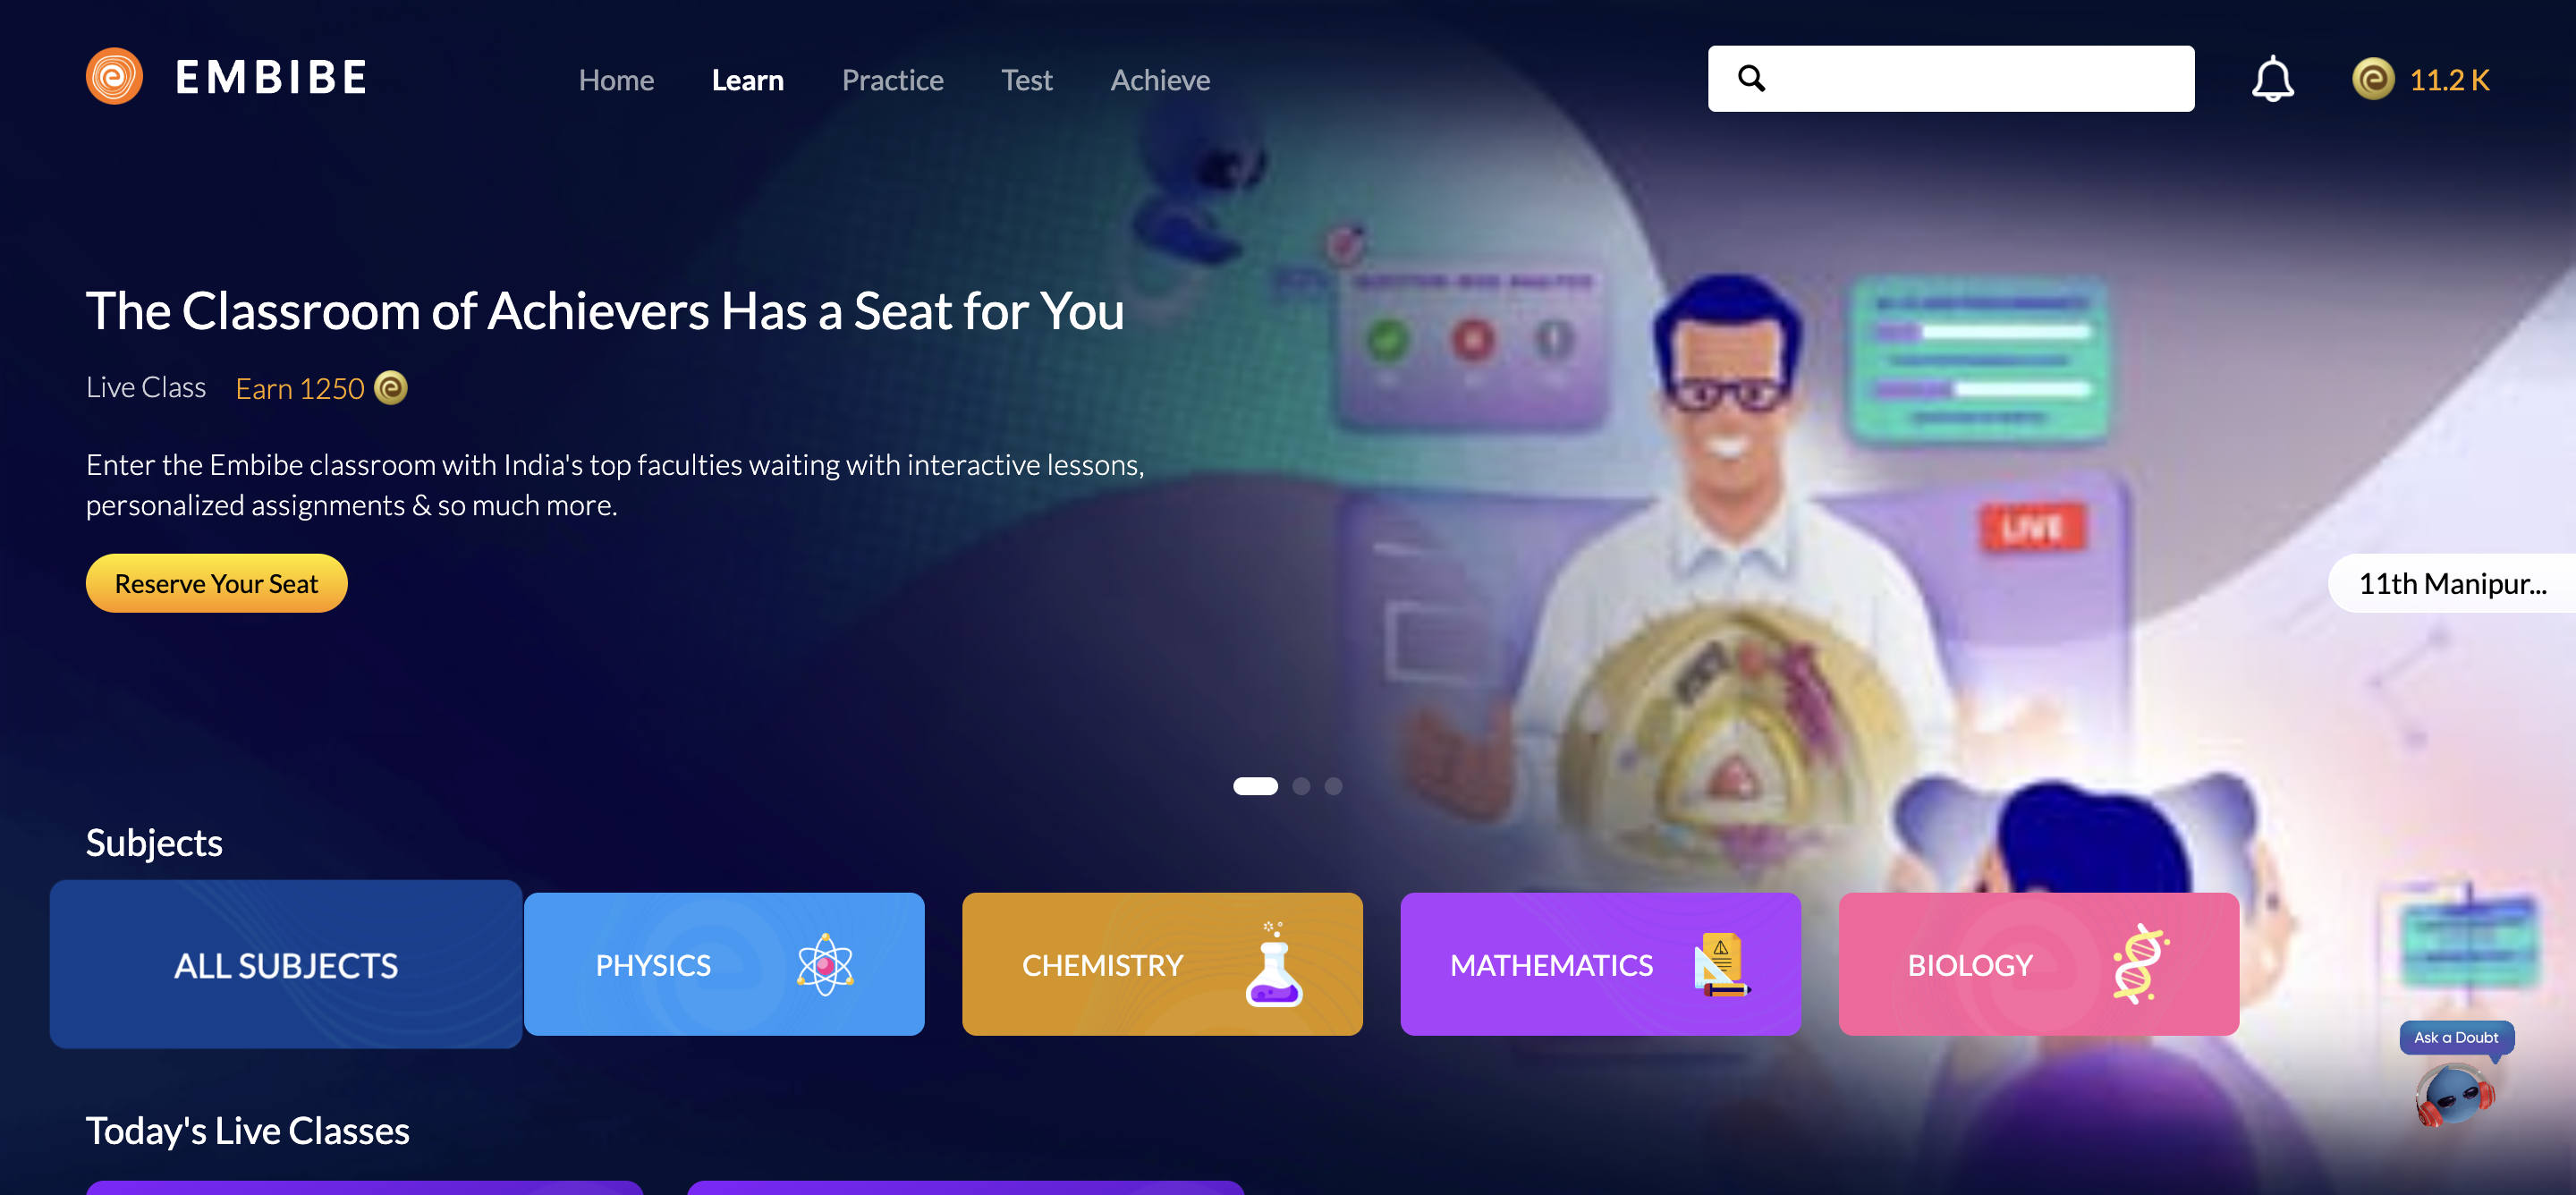 EMBIBE
Home
Learn
Practice
Test
Achieve
11.2 K
The Classroom of Achievers Has a Seat for You
Live Class
Earn 1250
Enter the Embibe classroom with India's top faculties waiting with interactive lessons,
personalized assignments & so much more.
LIVE
Reserve Your Seat
11th Manipur...
Subjects
ALL SUBJECTS
PHYSICS
CHEMISTRY
MATHEMATICS
BIOLOGY
Ask a Doubt
Today's Live Classes